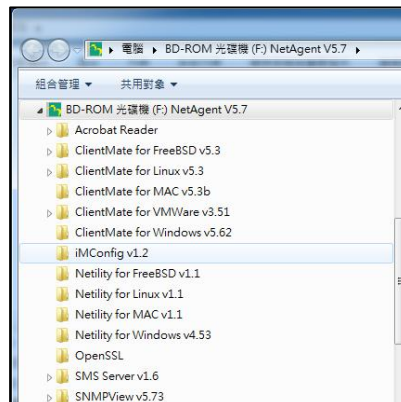 電腦 ▸ BD-ROM 光碟機 (F:) NetAgent V5.7 ▸
組合管理 ▼ 共用對象 ▼
BD-ROM 光碟機 (F:) NetAgent V5.7
Acrobat Reader
ClientMate for FreeBSD v5.3
ClientMate for Linux v5.3
ClientMate for MAC v5.3b
ClientMate for VMWare v3.51
ClientMate for Windows v5.62
iMConfig v1.2
Netility for FreeBSD v1.1
Netility for Linux v1.1
Netility for MAC v1.1
Netility for Windows v4.53
OpenSSL
SMS Server v1.6
SNMPView v5.73